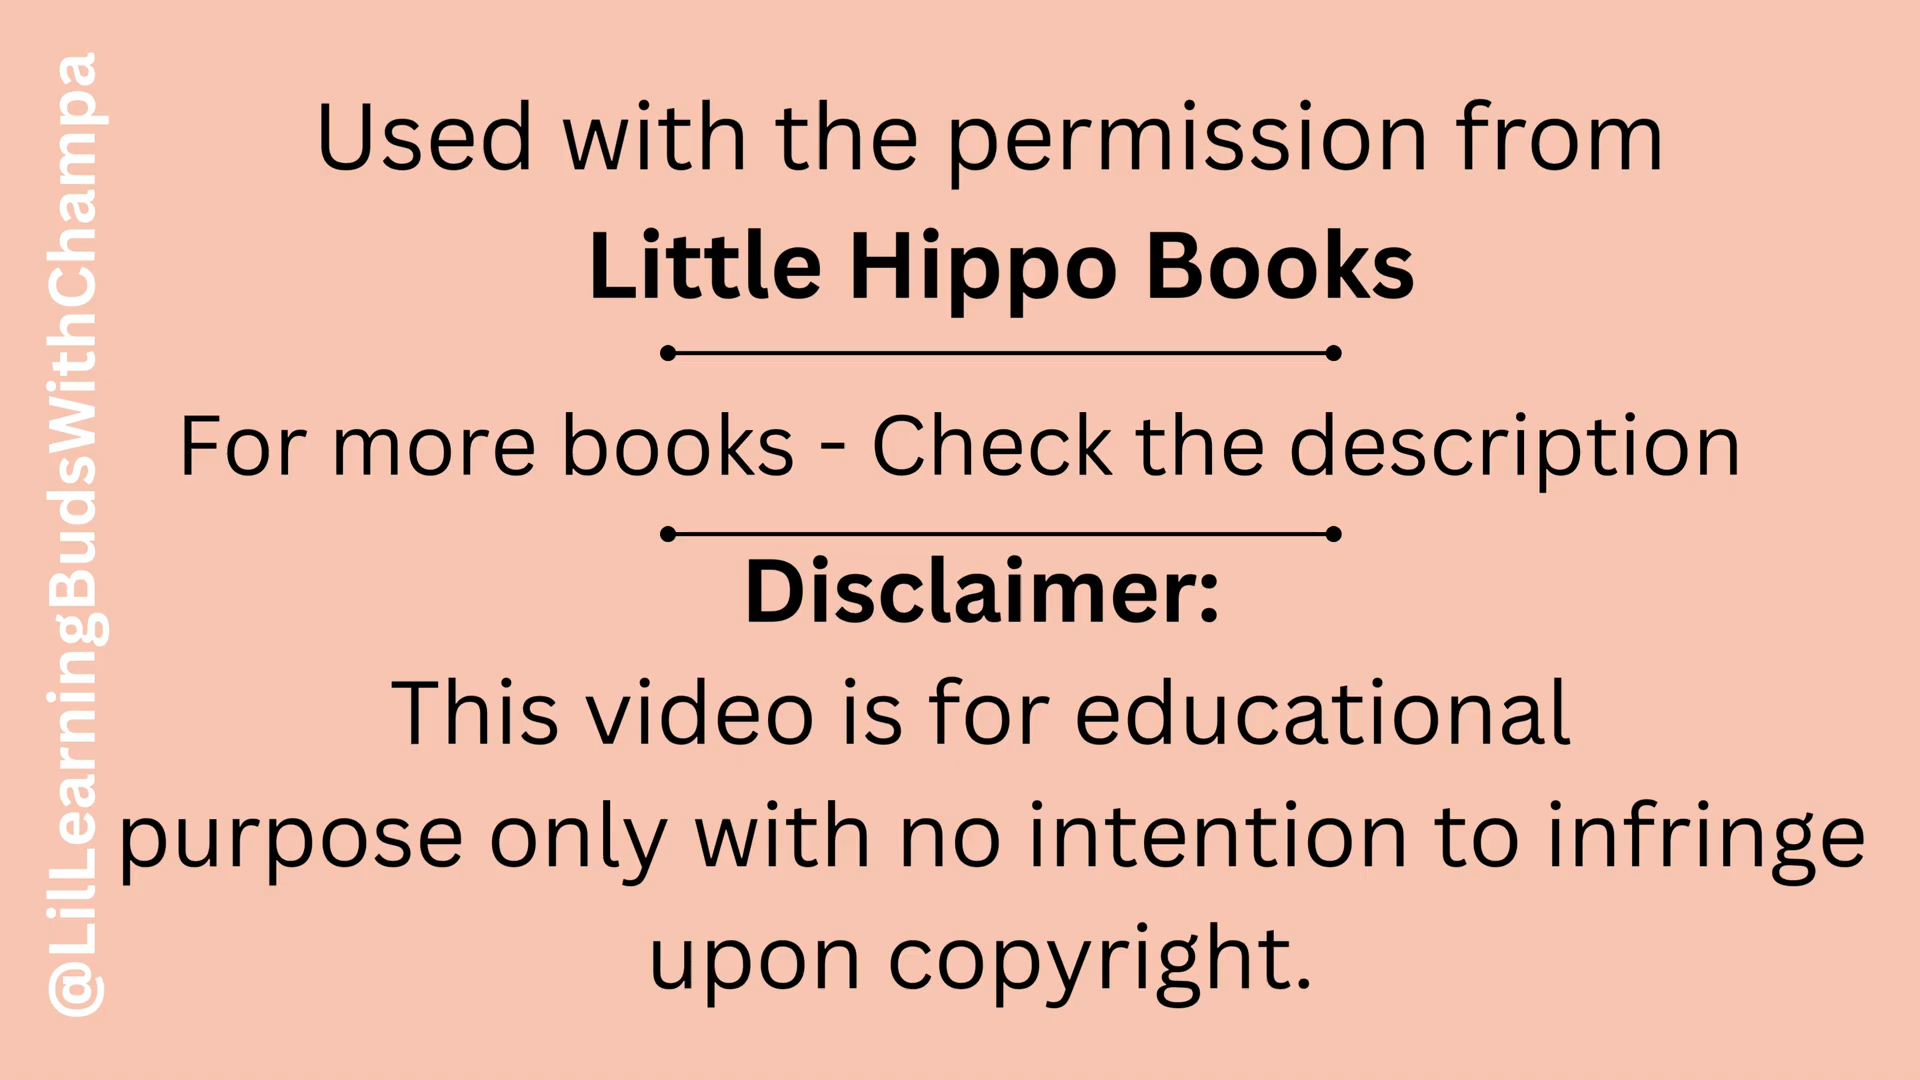 Used with the permission from
Little Hippo Books
For more books - Check the description
Disclaimer:
This video is for educational
purpose only with no intention to infringe
upon copyright.
@LilLearningBudsWithChampa